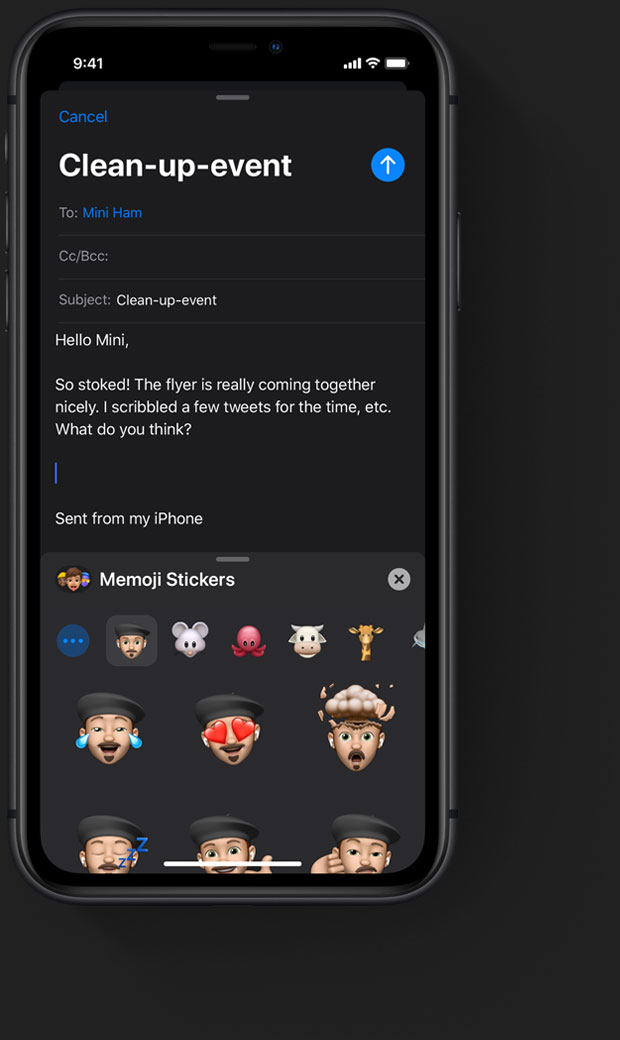 9:41
Cancel
Clean-up-event
To: Mini Ham
Cc/Bcc:
Subject: Clean-up-event
Hello Mini,
So stoked! The flyer is really coming together
nicely. I scribbled a few tweets for the time, etc.
What do you think?
Sent from my iPhone
Memoji Stickers
zzZ